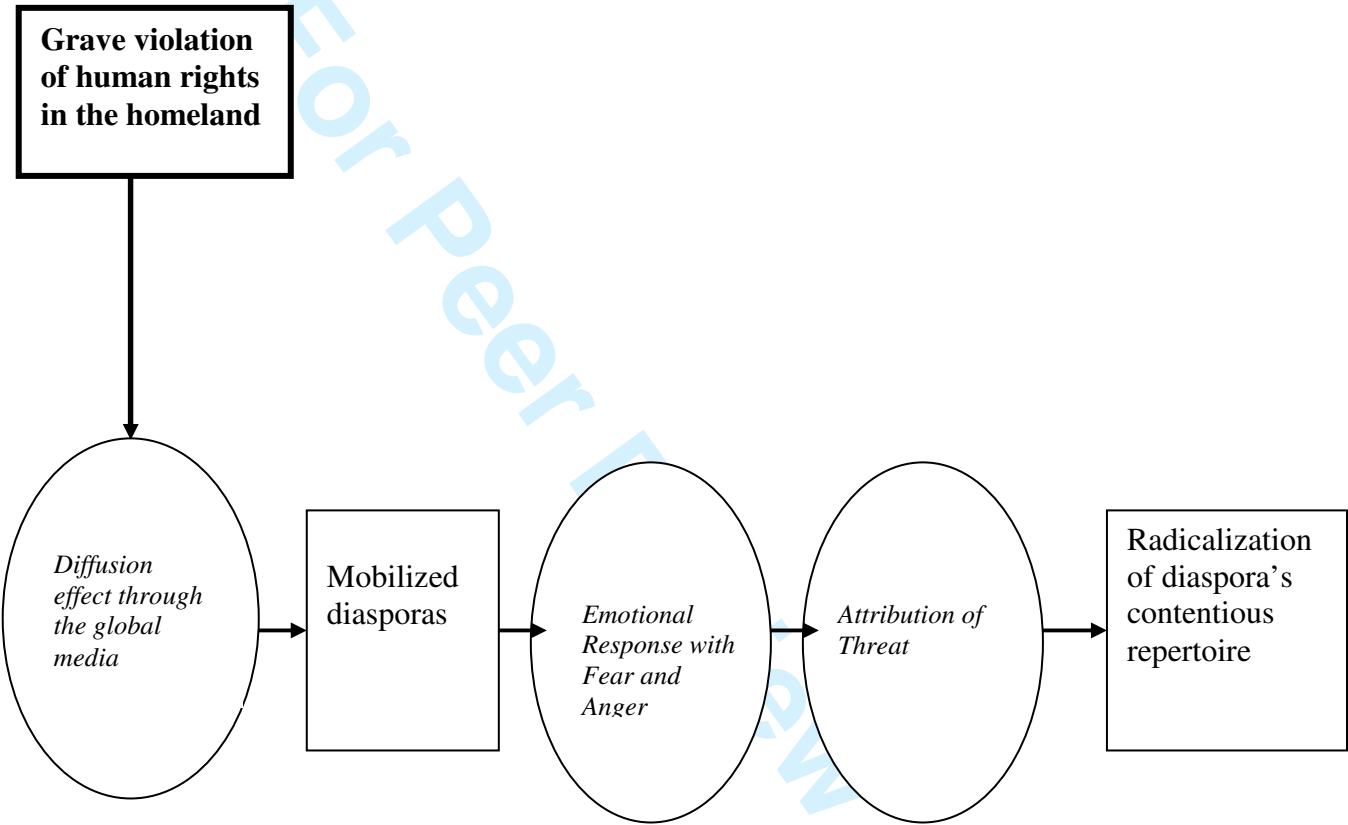 Grave violation
of human rights
in the homeland
For Peer Review
Diffusion
effect through
the global
media
Mobilized
diasporas
Emotional
Response with
Fear and
Anger
Attribution of
Threat
Radicalization
of diaspora's
contentious
repertoire